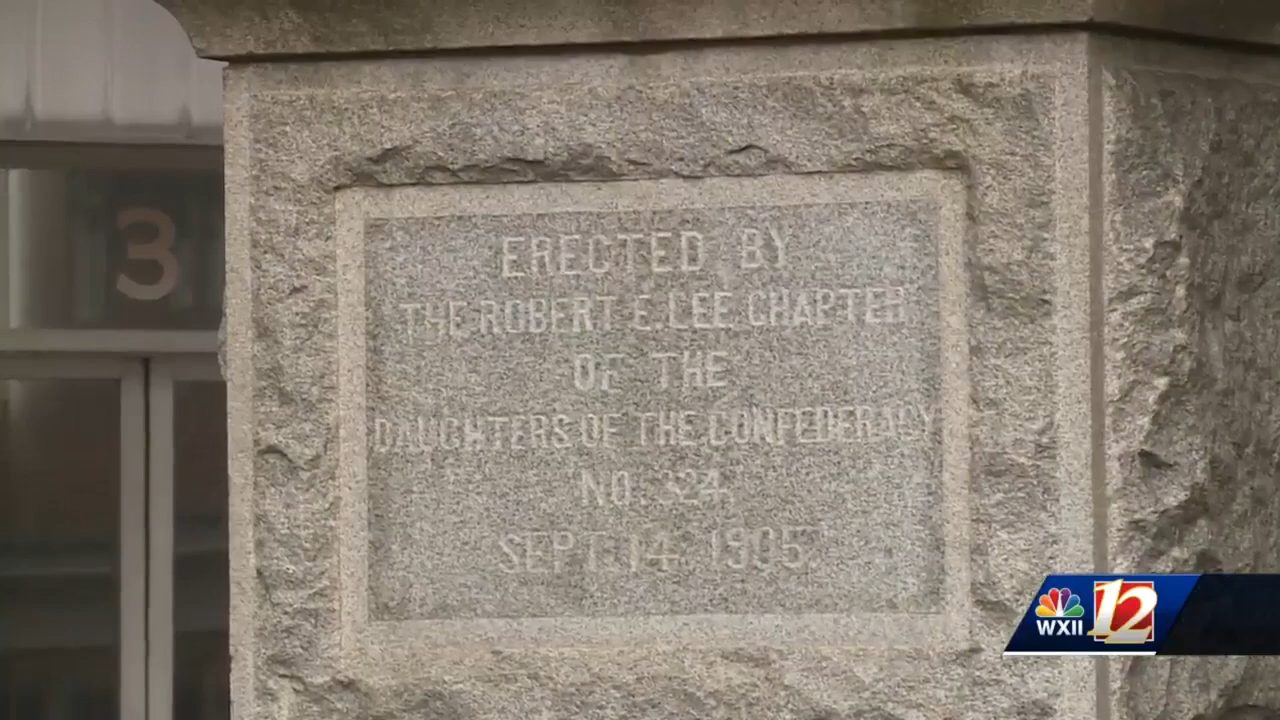 3
ERECTED BY
THE ROBERT E. LEE CHAPTER
OF THE
DAUGHTERS OF THE CONFEDERACY
NO. 324
SEPT. 14 1905
WXII 12